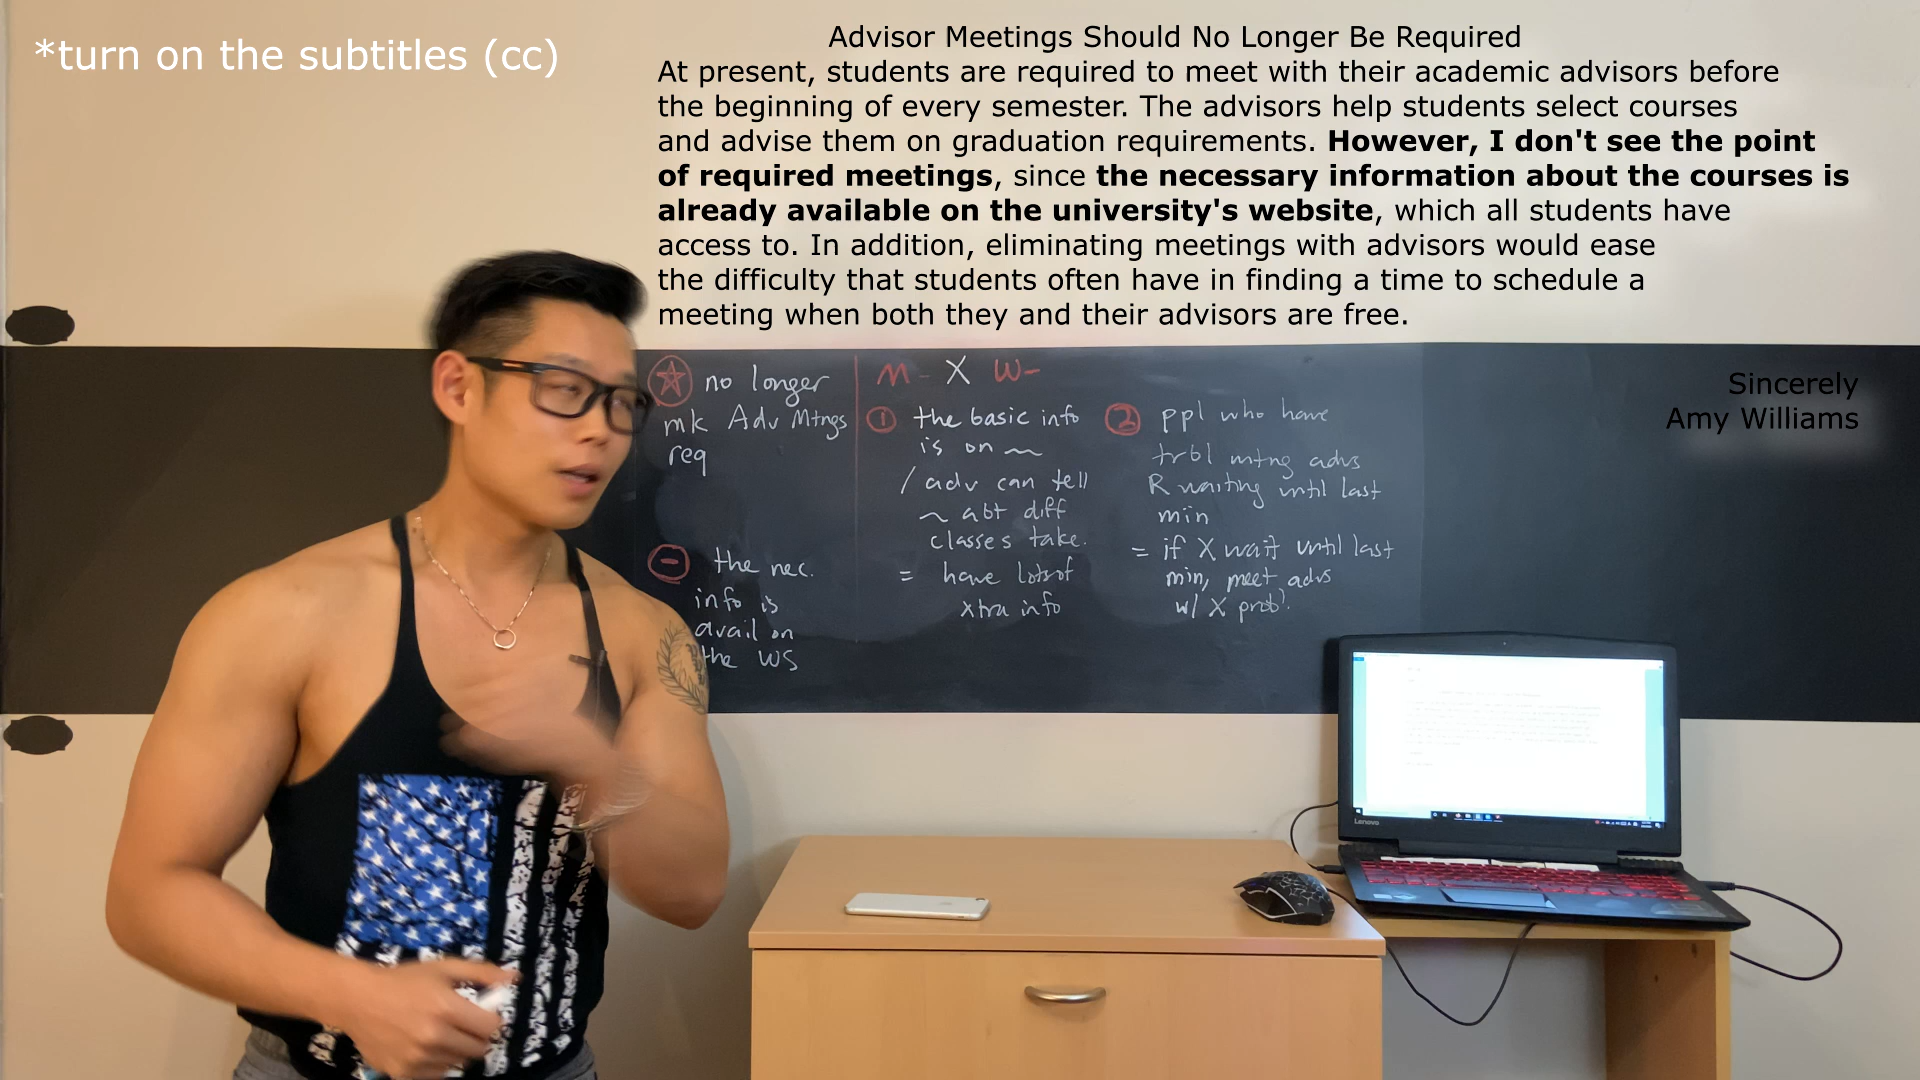 *turn on the subtitles (cc)
Advisor Meetings Should No Longer Be Required
At present, students are required to meet with their academic advisors before
the beginning of every semester. The advisors help students select courses
and advise them on graduation requirements. However, I don't see the point
of required meetings, since the necessary information about the courses is
already available on the university's website, which all students have
access to. In addition, eliminating meetings with advisors would ease
the difficulty that students often have in finding a time to schedule a
meeting when both they and their advisors are free.
Sincerely
Amy Williams
no longer
mk Adv Mtngs
req
- the nec.
info is
avail on
the WS
M - X W-
1 the basic info
is on ~
/ adv can tell
~ abt diff
classes take.
= have lots of
xtra info
2 ppl who have
trbl mtng advs
R waiting until last
min
= if X wait until last
min, meet advs
w/ X prob!
Lenovo